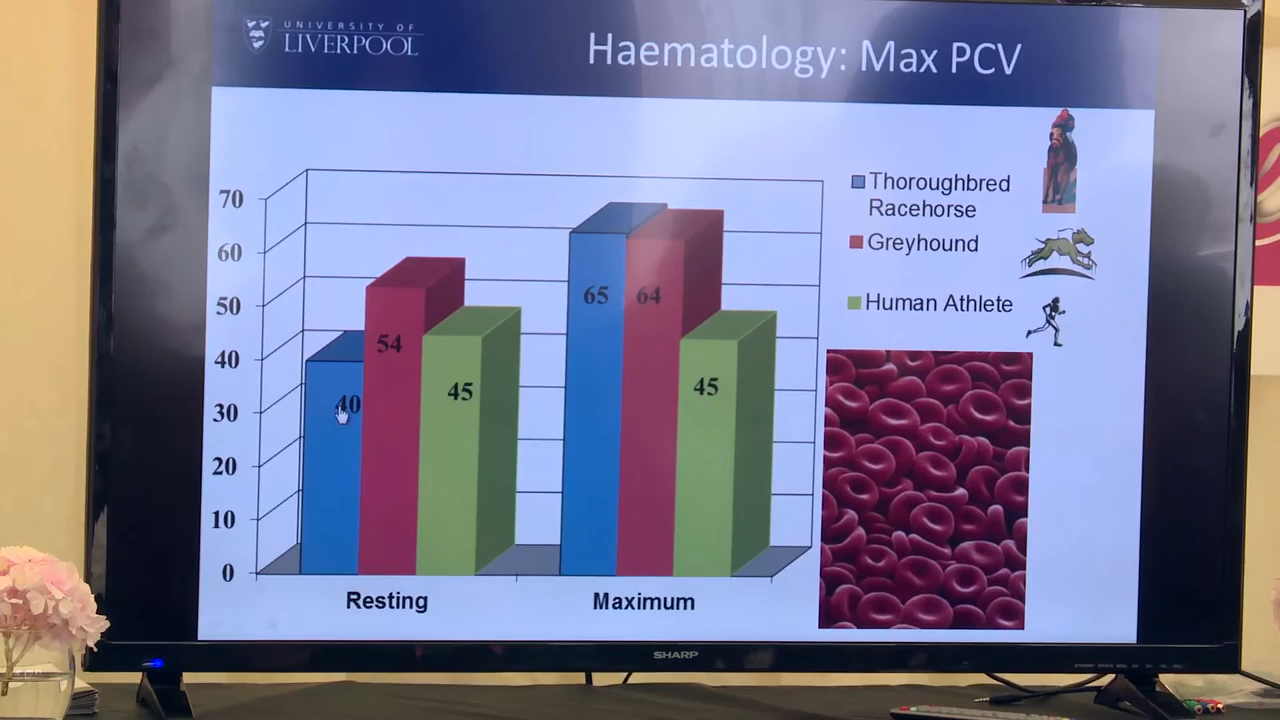 UNIVERSITY OF
LIVERPOOL
Haematology: Max PCV
70
60
50
40
30
20
10
0
40
54
45
65
64
45
Resting
Maximum
Thoroughbred
Racehorse
Greyhound
Human Athlete
SHARP